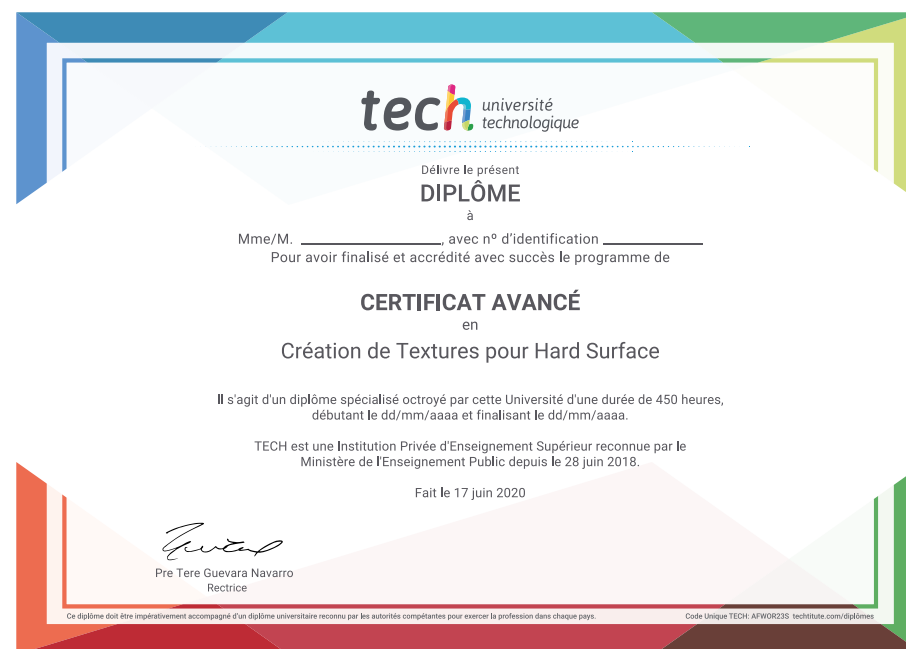 tech université
technologique
Délivre le présent
DIPLÔME
à
Mme/M. ____________________, avec nº d'identification ______________
Pour avoir finalisé et accrédité avec succès le programme de
CERTIFICAT AVANCÉ
en
Création de Textures pour Hard Surface
Il s'agit d'un diplôme spécialisé octroyé par cette Université d'une durée de 450 heures,
débutant le dd/mm/aaaa et finalisant le dd/mm/aaaa.
TECH est une Institution Privée d'Enseignement Supérieur reconnue par le
Ministère de l'Enseignement Public depuis le 28 juin 2018.
Fait le 17 juin 2020
Pre Tere Guevara Navarro
Rectrice
Ce diplôme doit être impérativement accompagné d'un diplôme universitaire reconnu par les autorités compétantes pour exercer la profession dans chaque pays.
Code Unique TECH: AFWOR23S techtitute.com/diplômes